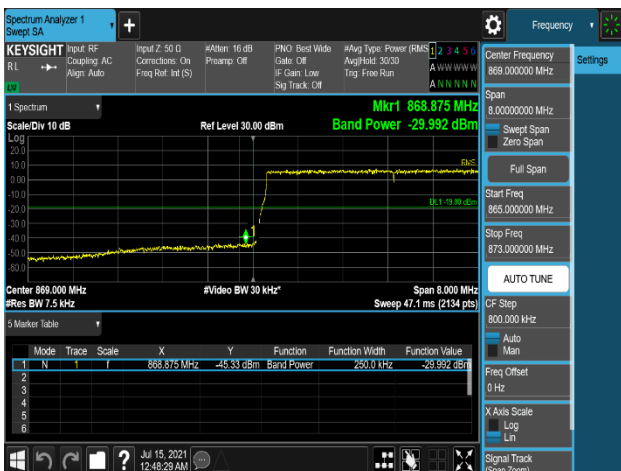 Spectrum Analyzer 1
Swept SA
+
Frequency
KEYSIGHT
RL
Input: RF
Coupling: AC
Align: Auto
Input Z: 50 Ω
Corrections: On
Freq Ref: Int (S)
#Atten: 16 dB
Preamp: Off
PNO: Best Wide
Gate: Off
IF Gain: Low
Sig Track: Off
#Avg Type: Power (RMS
Avg|Hold: 30/30
Trig: Free Run
1 2 3 4 5 6
A W W W W W
A N N N N N
1 Spectrum
Scale/Div 10 dB
Ref Level 30.00 dBm
Mkr1 868.875 MHz
Band Power -29.992 dBm
Log
20.0
10.0
0.00
-10.0
-20.0
-30.0
-40.0
-50.0
-60.0
RMS
Center 869.000 MHz
#Res BW 7.5 kHz
#Video BW 30 kHz*
Span 8.000 MHz
Sweep 47.1 ms (2134 pts)
5 Marker Table
Mode Trace Scale X Y Function Function Width Function Value
1 N 1 f 868.875 MHz -45.33 dBm Band Power 250.0 kHz -29.992 dBm
2
3
4
5
6
Jul 15, 2021
12:48:29 AM
Center Frequency
869.000000 MHz
Span
8.00000000 MHz
Swept Span
Zero Span
Full Span
Start Freq
865.000000 MHz
Stop Freq
873.000000 MHz
AUTO TUNE
CF Step
800.000 kHz
Auto
Man
Freq Offset
0 Hz
X Axis Scale
Log
Lin
Signal Track
(Span Zoom)
Settings